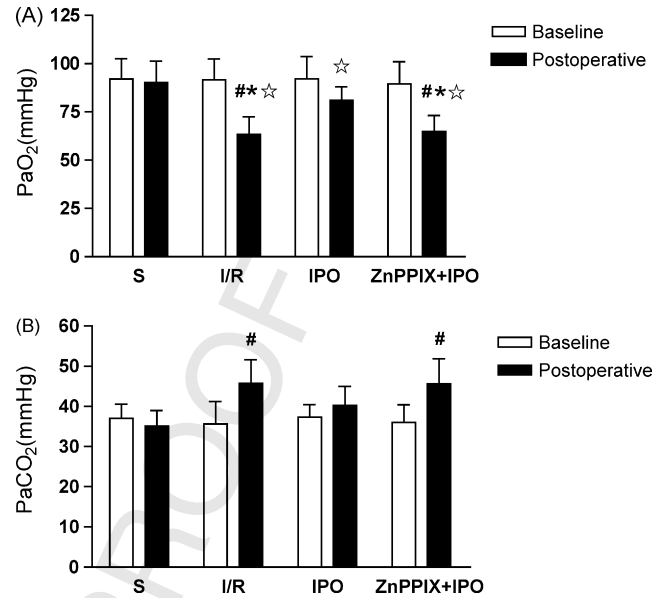 (A)
125
100
75
50
25
0
PaO2(mmHg)
Baseline
Postoperative
#*☆
☆
#*☆
S I/R IPO ZnPPIX+IPO
(B)
60
50
40
30
20
10
0
PaCO2(mmHg)
Baseline
Postoperative
#
#
S I/R IPO ZnPPIX+IPO
PROOF